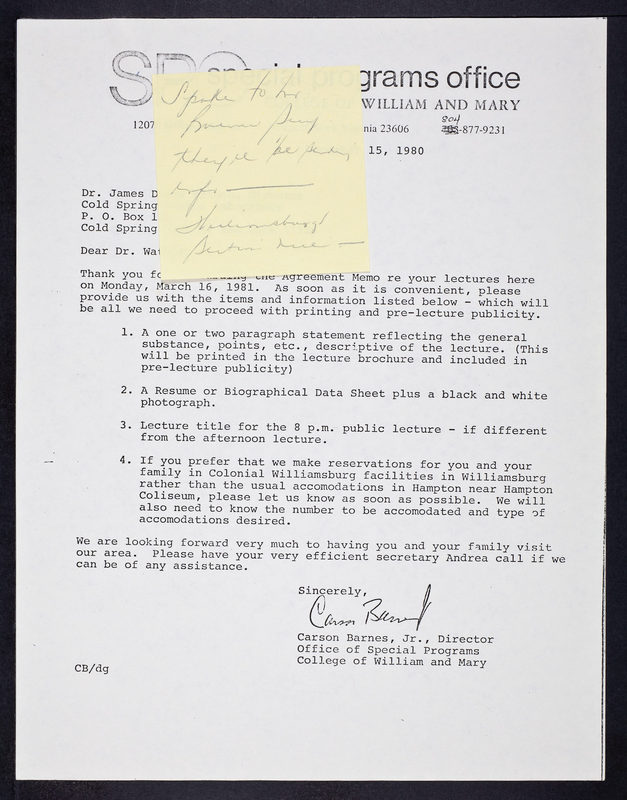 SPO special programs office
WILLIAM AND MARY
1207
nia 23606
804
703-877-9231
15, 1980
Spoke to
they'll be sending
info —
Williamsburg
Dr. James D
Cold Spring
P. O. Box 1
Cold Spring
Dear Dr. Wat
Thank you fo the Agreement Memo re your lectures here
on Monday, March 16, 1981. As soon as it is convenient, please
provide us with the items and information listed below - which will
be all we need to proceed with printing and pre-lecture publicity.
1. A one or two paragraph statement reflecting the general
substance, points, etc., descriptive of the lecture. (This
will be printed in the lecture brochure and included in
pre-lecture publicity)
2. A Resume or Biographical Data Sheet plus a black and white
photograph.
3. Lecture title for the 8 p.m. public lecture - if different
from the afternoon lecture.
4. If you prefer that we make reservations for you and your
family in Colonial Williamsburg facilities in Williamsburg
rather than the usual accomodations in Hampton near Hampton
Coliseum, please let us know as soon as possible. We will
also need to know the number to be accomodated and type of
accomodations desired.
We are looking forward very much to having you and your family visit
our area. Please have your very efficient secretary Andrea call if we
can be of any assistance.
Sincerely,
Carson Barnes
Carson Barnes, Jr., Director
Office of Special Programs
College of William and Mary
CB/dg